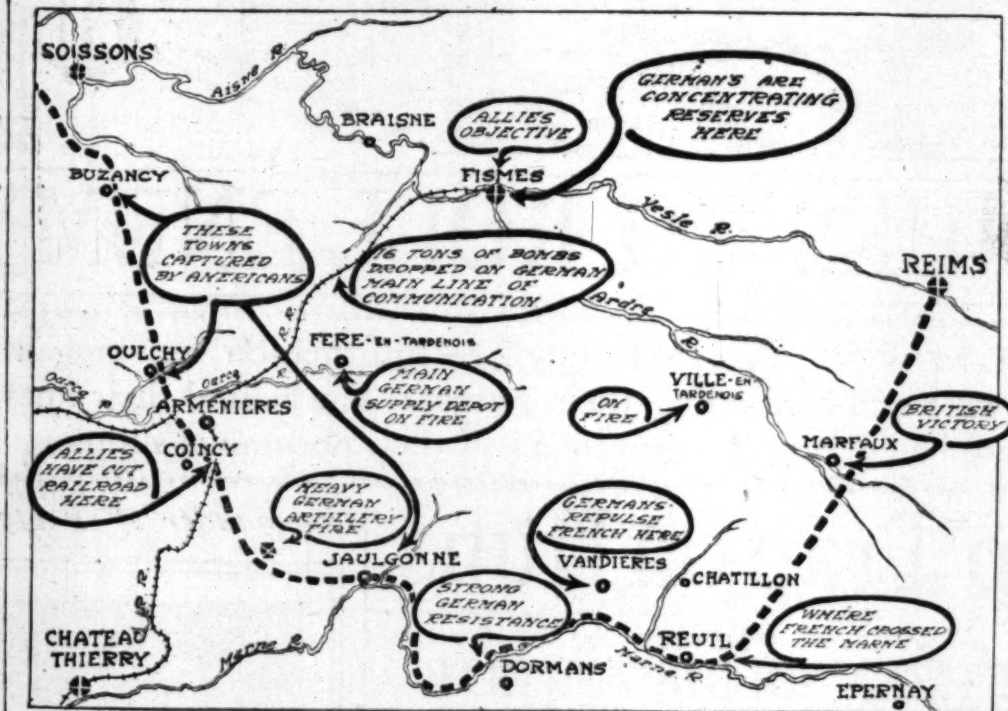 SOISSONS
Aisne R.
BRAISNE
ALLIES
OBJECTIVE
GERMAN'S ARE
CONCENTRATING
RESERVES
HERE
BUZANCY
FISMES
Vesle R.
THESE
TOWNS
CAPTURED
BY AMERICANS
16 TONS OF BOMBS
DROPPED ON GERMAN
MAIN LINE OF
COMMUNICATION
REIMS
Ardre
R.
R.R.
OULCHY
FERE-EN-TARDENOIS
Ourcq
R.
Ourcq
R.
ARMENIERES
MAIN
GERMAN
SUPPLY DEPOT
ON FIRE
ON
FIRE
VILLE-EN
TARDENOIS
BRITISH
VICTORY
COINCY
MARFAUX
ALLIES
HAVE CUT
RAILROAD
HERE
HEAVY
GERMAN
ARTILLERY
FIRE
GERMANS
REPULSE
FRENCH HERE
JAULGONNE
VANDIERES
CHATILLON
STRONG
GERMAN
RESISTANCE
R.R.
WHERE
FRENCH CROSSED
THE MARNE
CHATEAU
THIERRY
Marne R.
DORMANS
REUIL
Marne R.
EPERNAY